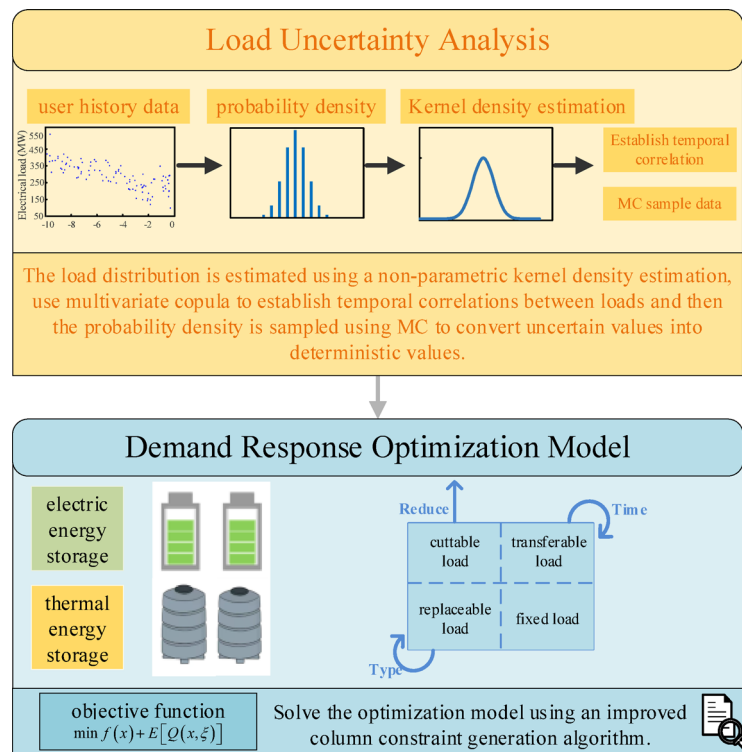 Load Uncertainty Analysis
user history data
probability density
Kernel density estimation
Electrical load (MW)
550
450
350
250
150
50
-10
-8
-6
-4
-2
0
Establish temporal
correlation
MC sample data
The load distribution is estimated using a non-parametric kernel density estimation,
use multivariate copula to establish temporal correlations between loads and then
the probability density is sampled using MC to convert uncertain values into
deterministic values.
Demand Response Optimization Model
electric
energy
storage
thermal
energy
storage
Reduce
Time
cuttable
load
transferable
load
replaceable
load
fixed load
Type
objective function
min f(x)+E[Q(x,ξ)]
Solve the optimization model using an improved
column constraint generation algorithm.